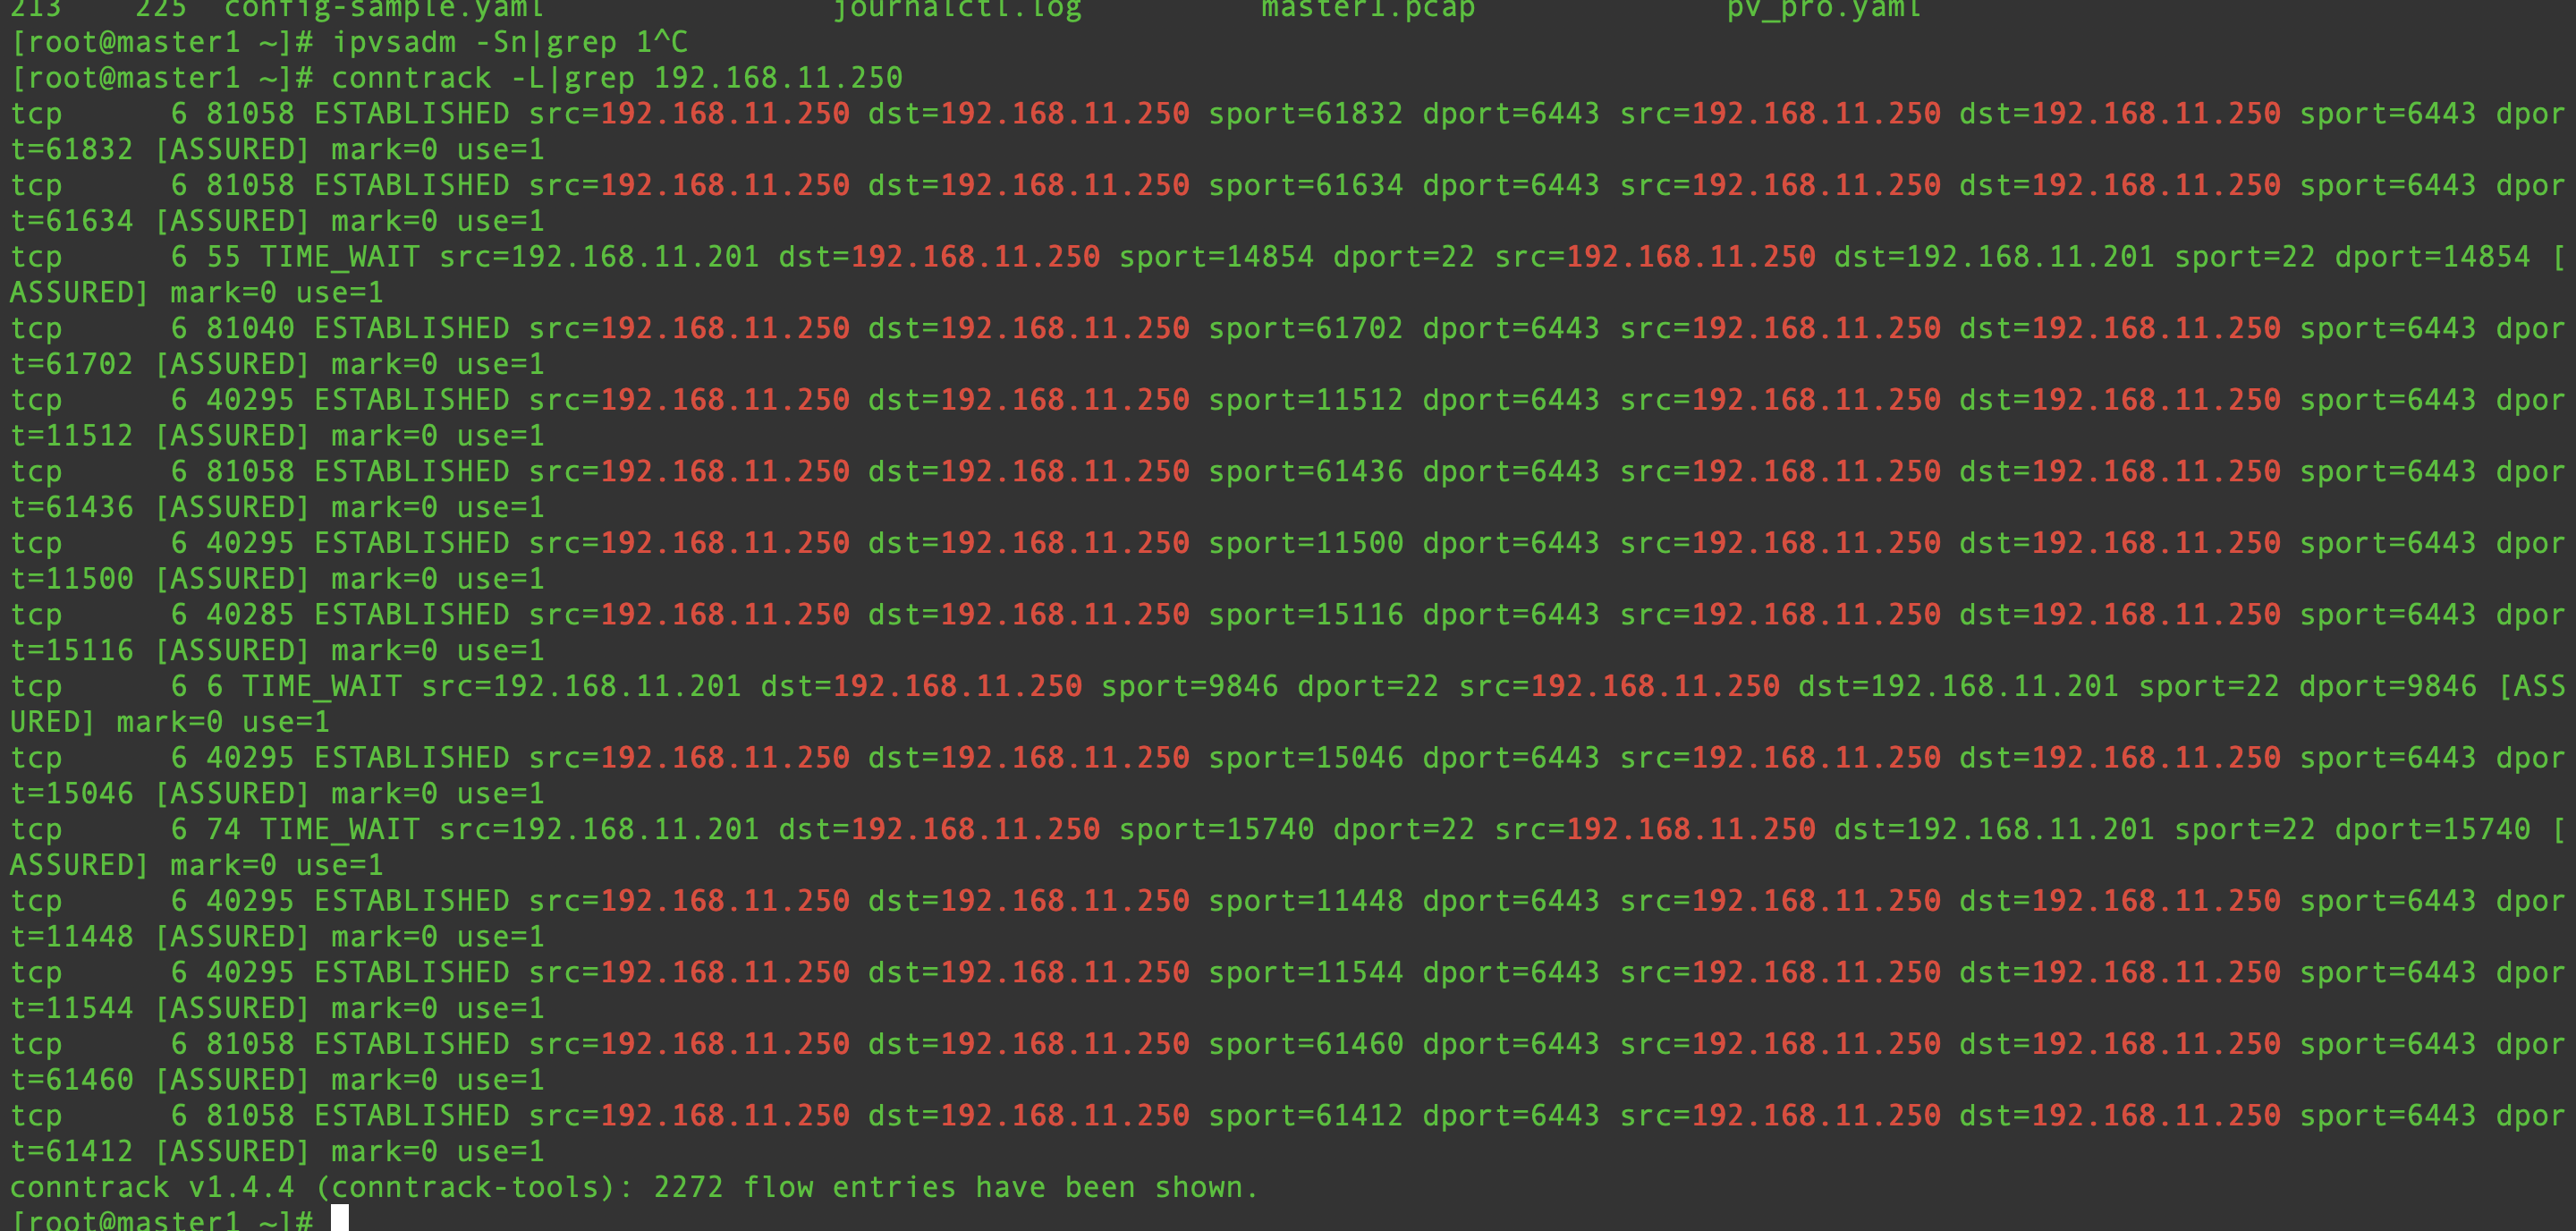 213    225  config-sample.yaml                journalctl.log          master1.pcap              pv_pro.yaml
[root@master1 ~]# ipvsadm -Sn|grep 1^C
[root@master1 ~]# conntrack -L|grep 192.168.11.250
tcp      6 81058 ESTABLISHED src=192.168.11.250 dst=192.168.11.250 sport=61832 dport=6443 src=192.168.11.250 dst=192.168.11.250 sport=6443 dpor
t=61832 [ASSURED] mark=0 use=1
tcp      6 81058 ESTABLISHED src=192.168.11.250 dst=192.168.11.250 sport=61634 dport=6443 src=192.168.11.250 dst=192.168.11.250 sport=6443 dpor
t=61634 [ASSURED] mark=0 use=1
tcp      6 55 TIME_WAIT src=192.168.11.201 dst=192.168.11.250 sport=14854 dport=22 src=192.168.11.250 dst=192.168.11.201 sport=22 dport=14854 [
ASSURED] mark=0 use=1
tcp      6 81040 ESTABLISHED src=192.168.11.250 dst=192.168.11.250 sport=61702 dport=6443 src=192.168.11.250 dst=192.168.11.250 sport=6443 dpor
t=61702 [ASSURED] mark=0 use=1
tcp      6 40295 ESTABLISHED src=192.168.11.250 dst=192.168.11.250 sport=11512 dport=6443 src=192.168.11.250 dst=192.168.11.250 sport=6443 dpor
t=11512 [ASSURED] mark=0 use=1
tcp      6 81058 ESTABLISHED src=192.168.11.250 dst=192.168.11.250 sport=61436 dport=6443 src=192.168.11.250 dst=192.168.11.250 sport=6443 dpor
t=61436 [ASSURED] mark=0 use=1
tcp      6 40295 ESTABLISHED src=192.168.11.250 dst=192.168.11.250 sport=11500 dport=6443 src=192.168.11.250 dst=192.168.11.250 sport=6443 dpor
t=11500 [ASSURED] mark=0 use=1
tcp      6 40285 ESTABLISHED src=192.168.11.250 dst=192.168.11.250 sport=15116 dport=6443 src=192.168.11.250 dst=192.168.11.250 sport=6443 dpor
t=15116 [ASSURED] mark=0 use=1
tcp      6 6 TIME_WAIT src=192.168.11.201 dst=192.168.11.250 sport=9846 dport=22 src=192.168.11.250 dst=192.168.11.201 sport=22 dport=9846 [ASS
URED] mark=0 use=1
tcp      6 40295 ESTABLISHED src=192.168.11.250 dst=192.168.11.250 sport=15046 dport=6443 src=192.168.11.250 dst=192.168.11.250 sport=6443 dpor
t=15046 [ASSURED] mark=0 use=1
tcp      6 74 TIME_WAIT src=192.168.11.201 dst=192.168.11.250 sport=15740 dport=22 src=192.168.11.250 dst=192.168.11.201 sport=22 dport=15740 [
ASSURED] mark=0 use=1
tcp      6 40295 ESTABLISHED src=192.168.11.250 dst=192.168.11.250 sport=11448 dport=6443 src=192.168.11.250 dst=192.168.11.250 sport=6443 dpor
t=11448 [ASSURED] mark=0 use=1
tcp      6 40295 ESTABLISHED src=192.168.11.250 dst=192.168.11.250 sport=11544 dport=6443 src=192.168.11.250 dst=192.168.11.250 sport=6443 dpor
t=11544 [ASSURED] mark=0 use=1
tcp      6 81058 ESTABLISHED src=192.168.11.250 dst=192.168.11.250 sport=61460 dport=6443 src=192.168.11.250 dst=192.168.11.250 sport=6443 dpor
t=61460 [ASSURED] mark=0 use=1
tcp      6 81058 ESTABLISHED src=192.168.11.250 dst=192.168.11.250 sport=61412 dport=6443 src=192.168.11.250 dst=192.168.11.250 sport=6443 dpor
t=61412 [ASSURED] mark=0 use=1
conntrack v1.4.4 (conntrack-tools): 2272 flow entries have been shown.
[root@master1 ~]#